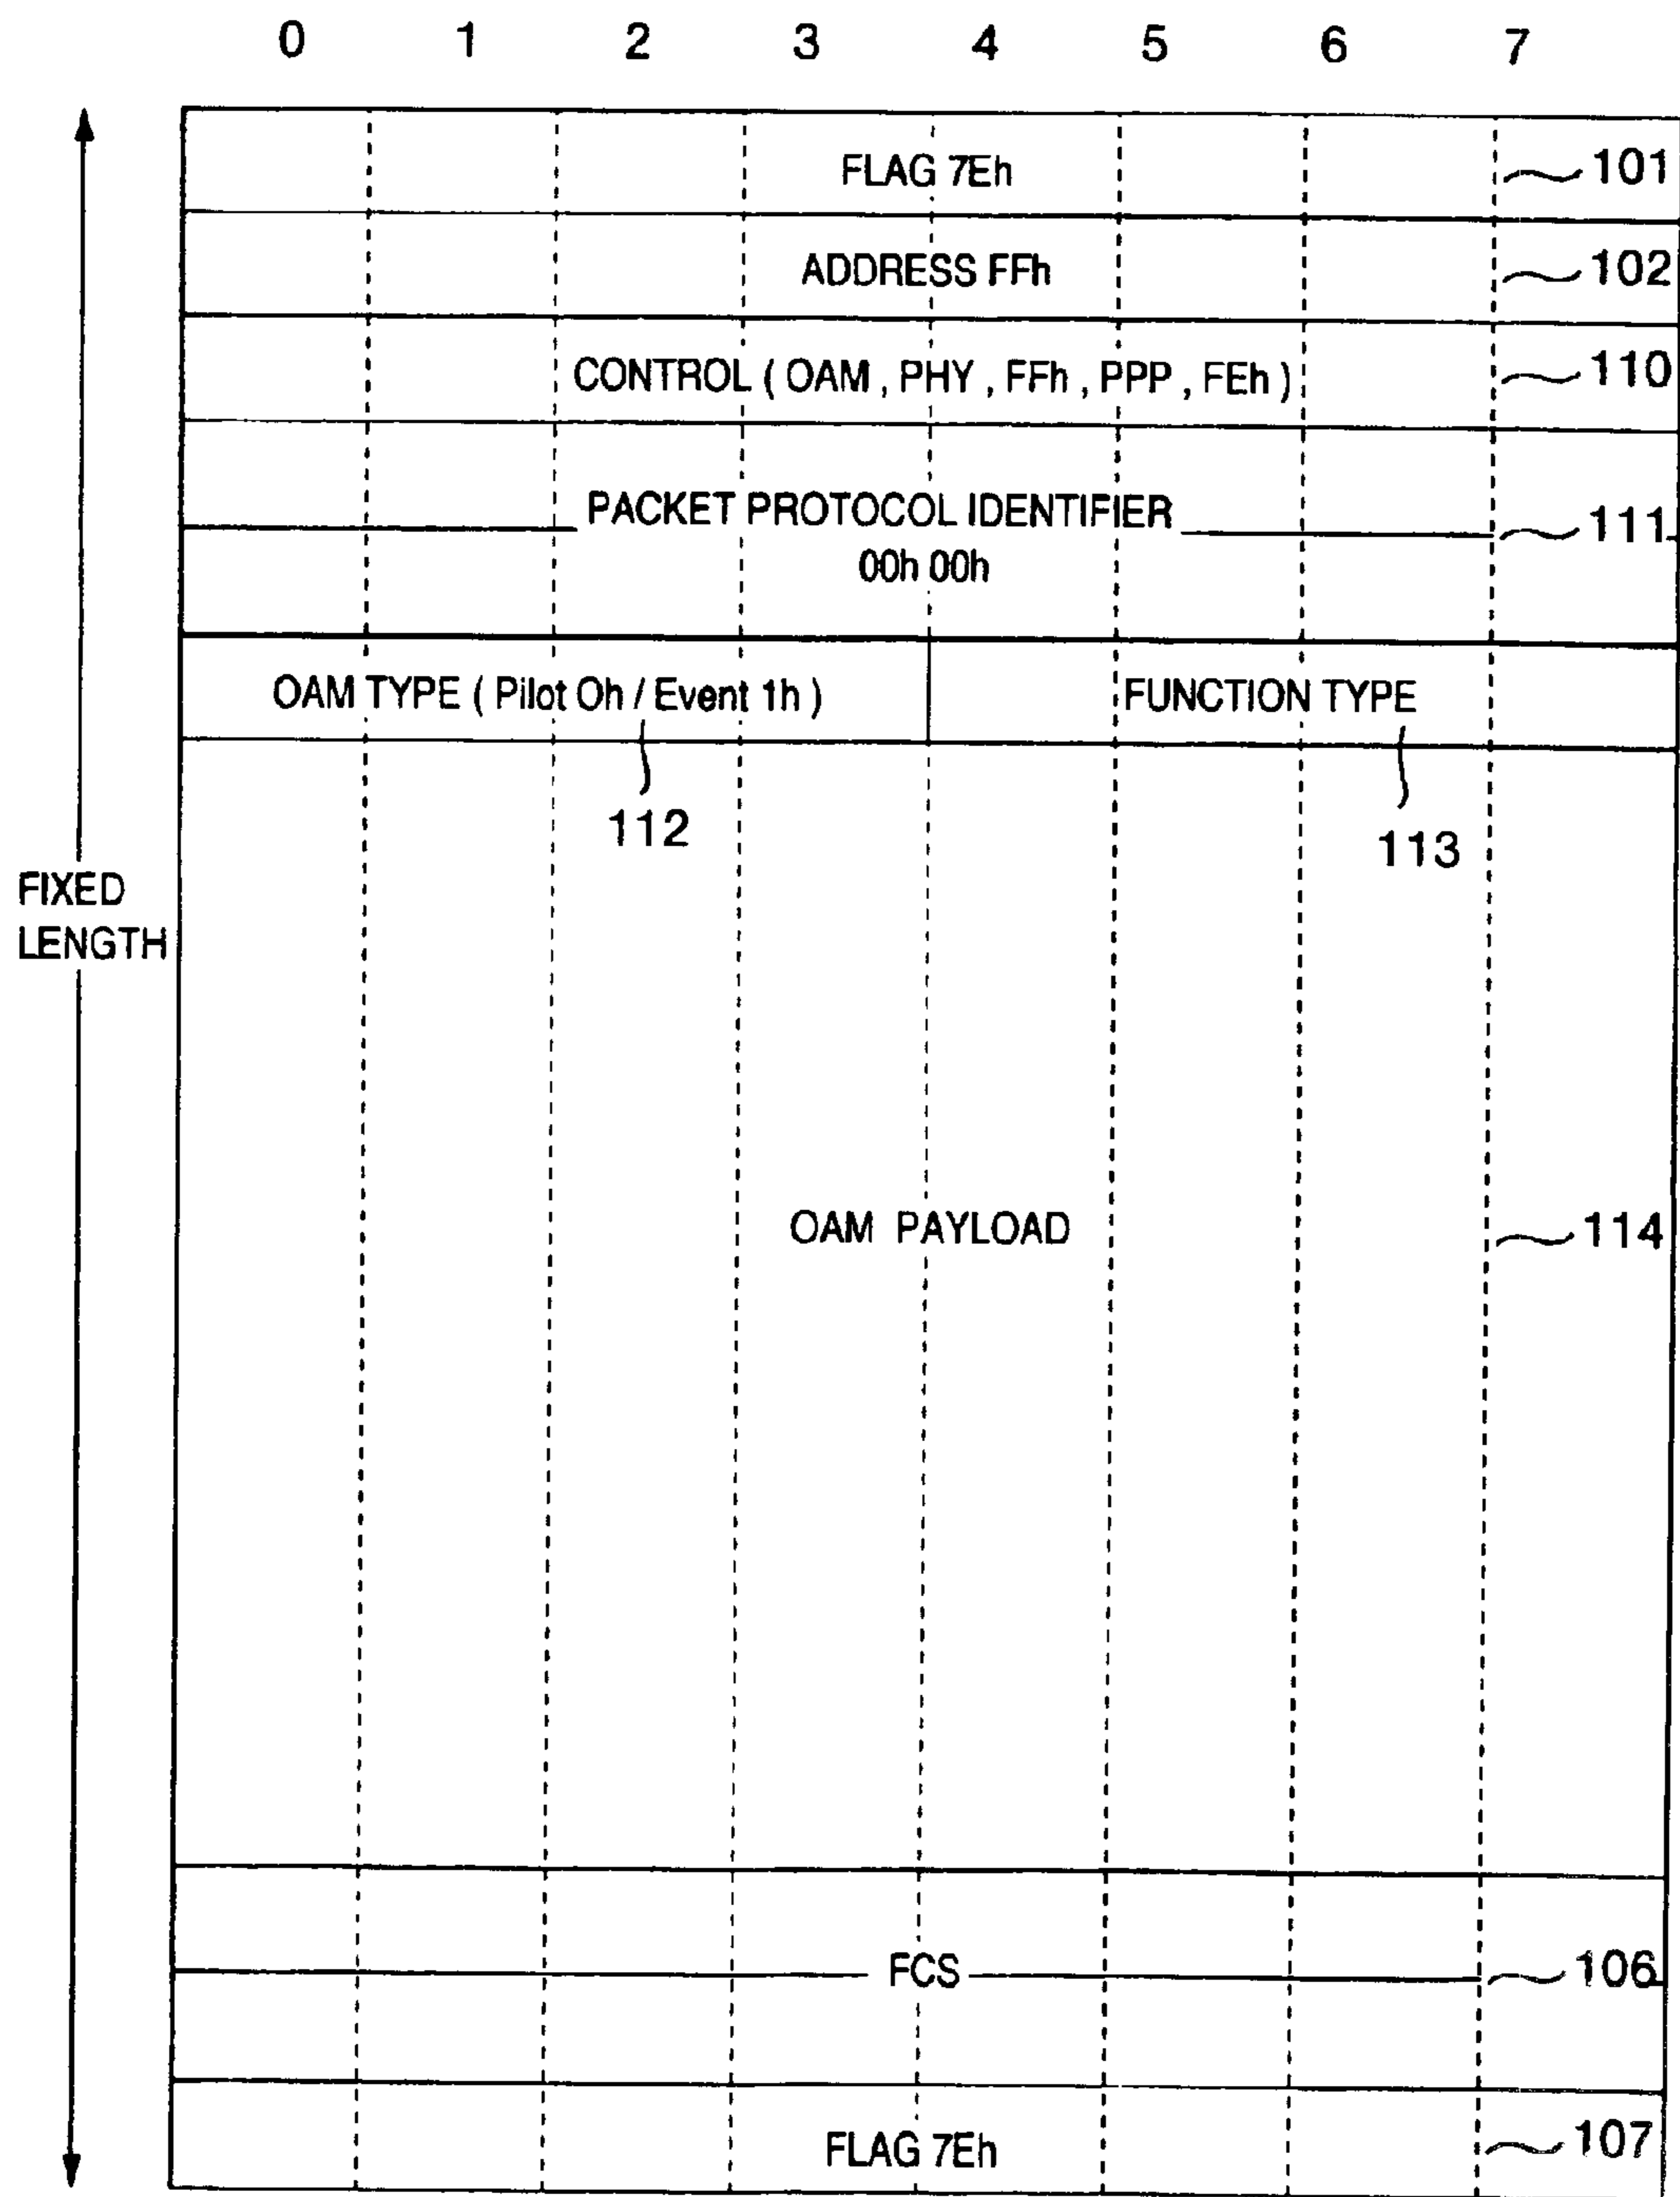 0 1 2 3 4 5 6 7
FLAG 7Eh 101
ADDRESS FFh 102
CONTROL ( OAM , PHY , FFh , PPP , FEh ) 110
PACKET PROTOCOL IDENTIFIER 111
00h 00h
OAM TYPE ( Pilot 0h / Event 1h ) FUNCTION TYPE
112 113
FIXED
LENGTH
OAM PAYLOAD 114
FCS 106
FLAG 7Eh 107